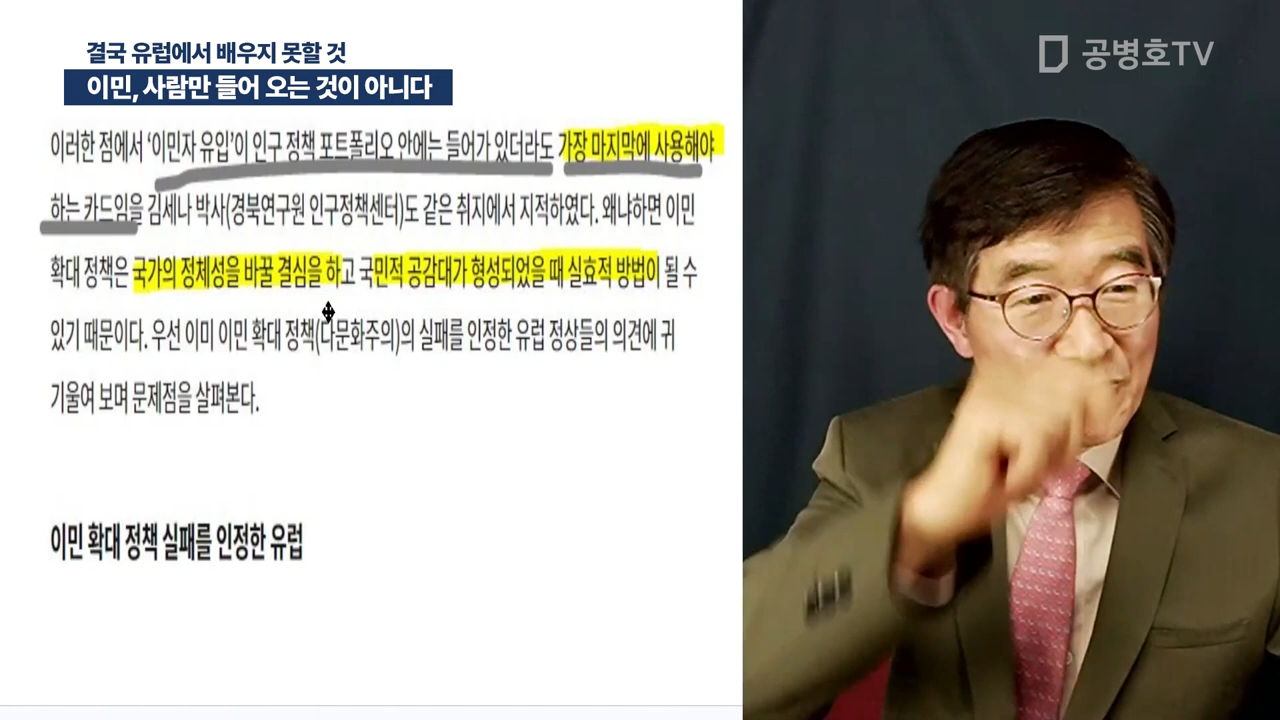 결국 유럽에서 배우지 못할 것
이민, 사람만 들어 오는 것이 아니다
공병호TV
이러한 점에서 ‘이민자 유입’이 인구 정책 포트폴리오 안에는 들어가 있더라도 가장 마지막에 사용해야
하는 카드임을 김세나 박사(경북연구원 인구정책센터)도 같은 취지에서 지적하였다. 왜냐하면 이민
확대 정책은 국가의 정체성을 바꿀 결심을 하고 국민적 공감대가 형성되었을 때 실효적 방법이 될 수
있기 때문이다. 우선 이미 이민 확대 정책(다문화주의)의 실패를 인정한 유럽 정상들의 의견에 귀
기울여 보며 문제점을 살펴본다.
이민 확대 정책 실패를 인정한 유럽